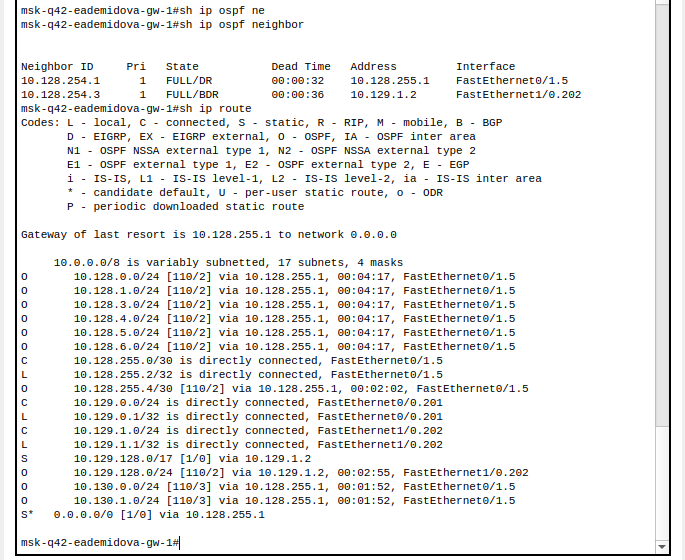 msk-q42-eademidova-gw-1#sh ip ospf ne
msk-q42-eademidova-gw-1#sh ip ospf neighbor
Neighbor ID     Pri   State           Dead Time   Address         Interface
10.128.254.1      1   FULL/DR         00:00:32    10.128.255.1    FastEthernet0/1.5
10.128.254.3      1   FULL/BDR        00:00:36    10.129.1.2      FastEthernet1/0.202
msk-q42-eademidova-gw-1#sh ip route
Codes: L - local, C - connected, S - static, R - RIP, M - mobile, B - BGP
       D - EIGRP, EX - EIGRP external, O - OSPF, IA - OSPF inter area
       N1 - OSPF NSSA external type 1, N2 - OSPF NSSA external type 2
       E1 - OSPF external type 1, E2 - OSPF external type 2, E - EGP
       i - IS-IS, L1 - IS-IS level-1, L2 - IS-IS level-2, ia - IS-IS inter area
       * - candidate default, U - per-user static route, o - ODR
       P - periodic downloaded static route
Gateway of last resort is 10.128.255.1 to network 0.0.0.0
     10.0.0.0/8 is variably subnetted, 17 subnets, 4 masks
O       10.128.0.0/24 [110/2] via 10.128.255.1, 00:04:17, FastEthernet0/1.5
O       10.128.1.0/24 [110/2] via 10.128.255.1, 00:04:17, FastEthernet0/1.5
O       10.128.3.0/24 [110/2] via 10.128.255.1, 00:04:17, FastEthernet0/1.5
O       10.128.4.0/24 [110/2] via 10.128.255.1, 00:04:17, FastEthernet0/1.5
O       10.128.5.0/24 [110/2] via 10.128.255.1, 00:04:17, FastEthernet0/1.5
O       10.128.6.0/24 [110/2] via 10.128.255.1, 00:04:17, FastEthernet0/1.5
C       10.128.255.0/30 is directly connected, FastEthernet0/1.5
L       10.128.255.2/32 is directly connected, FastEthernet0/1.5
O       10.128.255.4/30 [110/2] via 10.128.255.1, 00:02:02, FastEthernet0/1.5
C       10.129.0.0/24 is directly connected, FastEthernet0/0.201
L       10.129.0.1/32 is directly connected, FastEthernet0/0.201
C       10.129.1.0/24 is directly connected, FastEthernet1/0.202
L       10.129.1.1/32 is directly connected, FastEthernet1/0.202
S       10.129.128.0/17 [1/0] via 10.129.1.2
O       10.129.128.0/24 [110/2] via 10.129.1.2, 00:02:55, FastEthernet1/0.202
O       10.130.0.0/24 [110/3] via 10.128.255.1, 00:01:52, FastEthernet0/1.5
O       10.130.1.0/24 [110/3] via 10.128.255.1, 00:01:52, FastEthernet0/1.5
S*   0.0.0.0/0 [1/0] via 10.128.255.1
msk-q42-eademidova-gw-1#